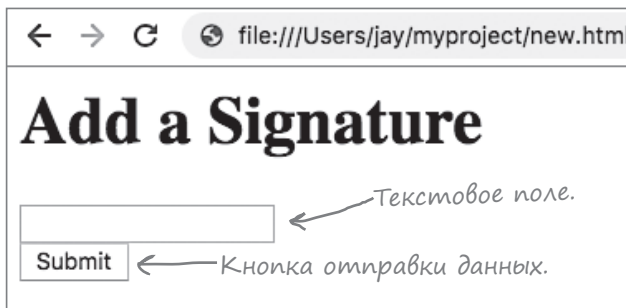 file:///Users/jay/myproject/new.html
Add a Signature
Текстовое поле.
Submit
Кнопка отправки данных.